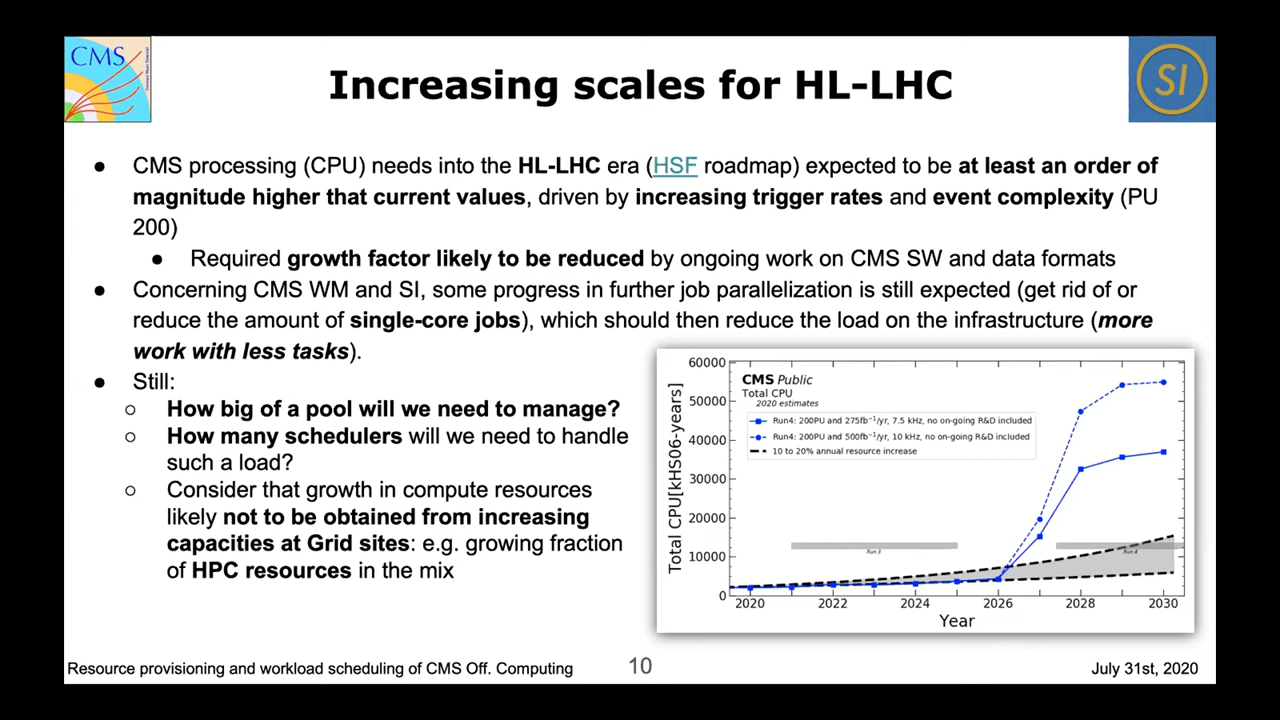 CMS
SI
Increasing scales for HL-LHC
● CMS processing (CPU) needs into the HL-LHC era (HSF roadmap) expected to be at least an order of
magnitude higher that current values, driven by increasing trigger rates and event complexity (PU
200)
● Required growth factor likely to be reduced by ongoing work on CMS SW and data formats
● Concerning CMS WM and SI, some progress in further job parallelization is still expected (get rid of or
reduce the amount of single-core jobs), which should then reduce the load on the infrastructure (more
work with less tasks).
● Still:
○ How big of a pool will we need to manage?
○ How many schedulers will we need to handle
such a load?
○ Consider that growth in compute resources
likely not to be obtained from increasing
capacities at Grid sites: e.g. growing fraction
of HPC resources in the mix
CMS Public
Total CPU
2020 estimates
Run4: 200PU and 275fb⁻¹/yr, 7.5 kHz, no on-going R&D included
Run4: 200PU and 500fb⁻¹/yr, 10 kHz, no on-going R&D included
10 to 20% annual resource increase
Total CPU[kHS06-years]
60000
50000
40000
30000
20000
10000
0
Run 3
Run 4
2020 2022 2024 2026 2028 2030
Year
Resource provisioning and workload scheduling of CMS Off. Computing
10
July 31st, 2020